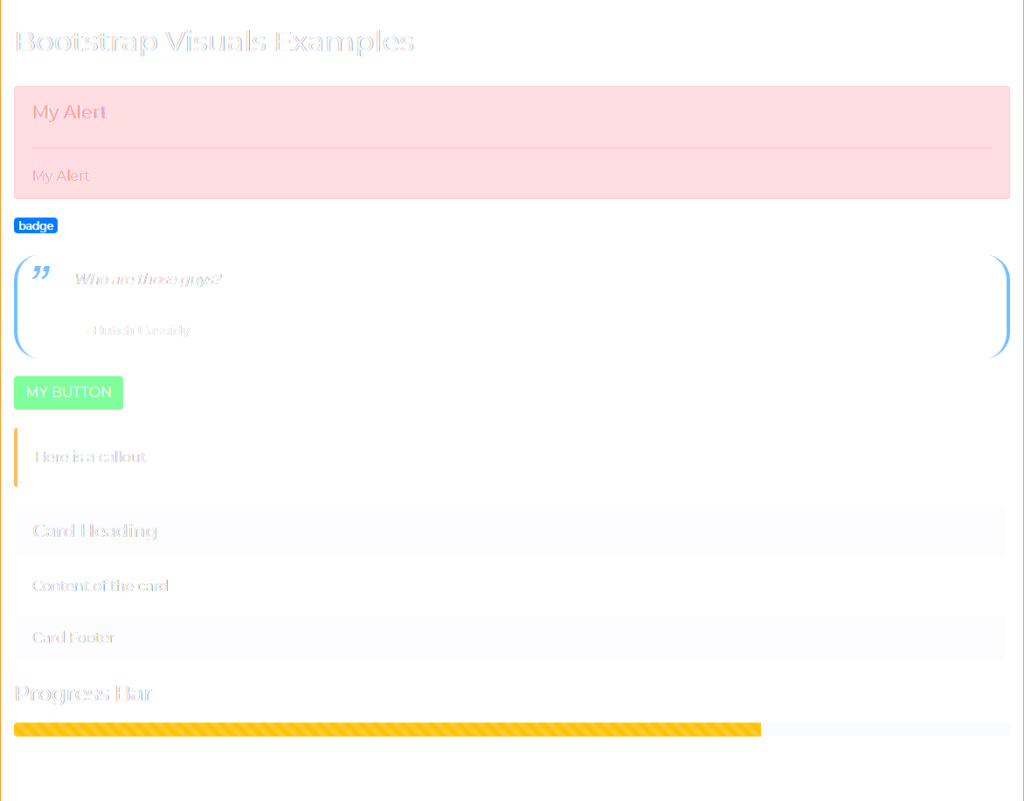 Bootstrap Visuals Examples
My Alert
My Alert
badge
” Who are those guys?
- Butch Cassidy
MY BUTTON
Here is a callout
Card Heading
Content of the card
Card Footer
Progress Bar